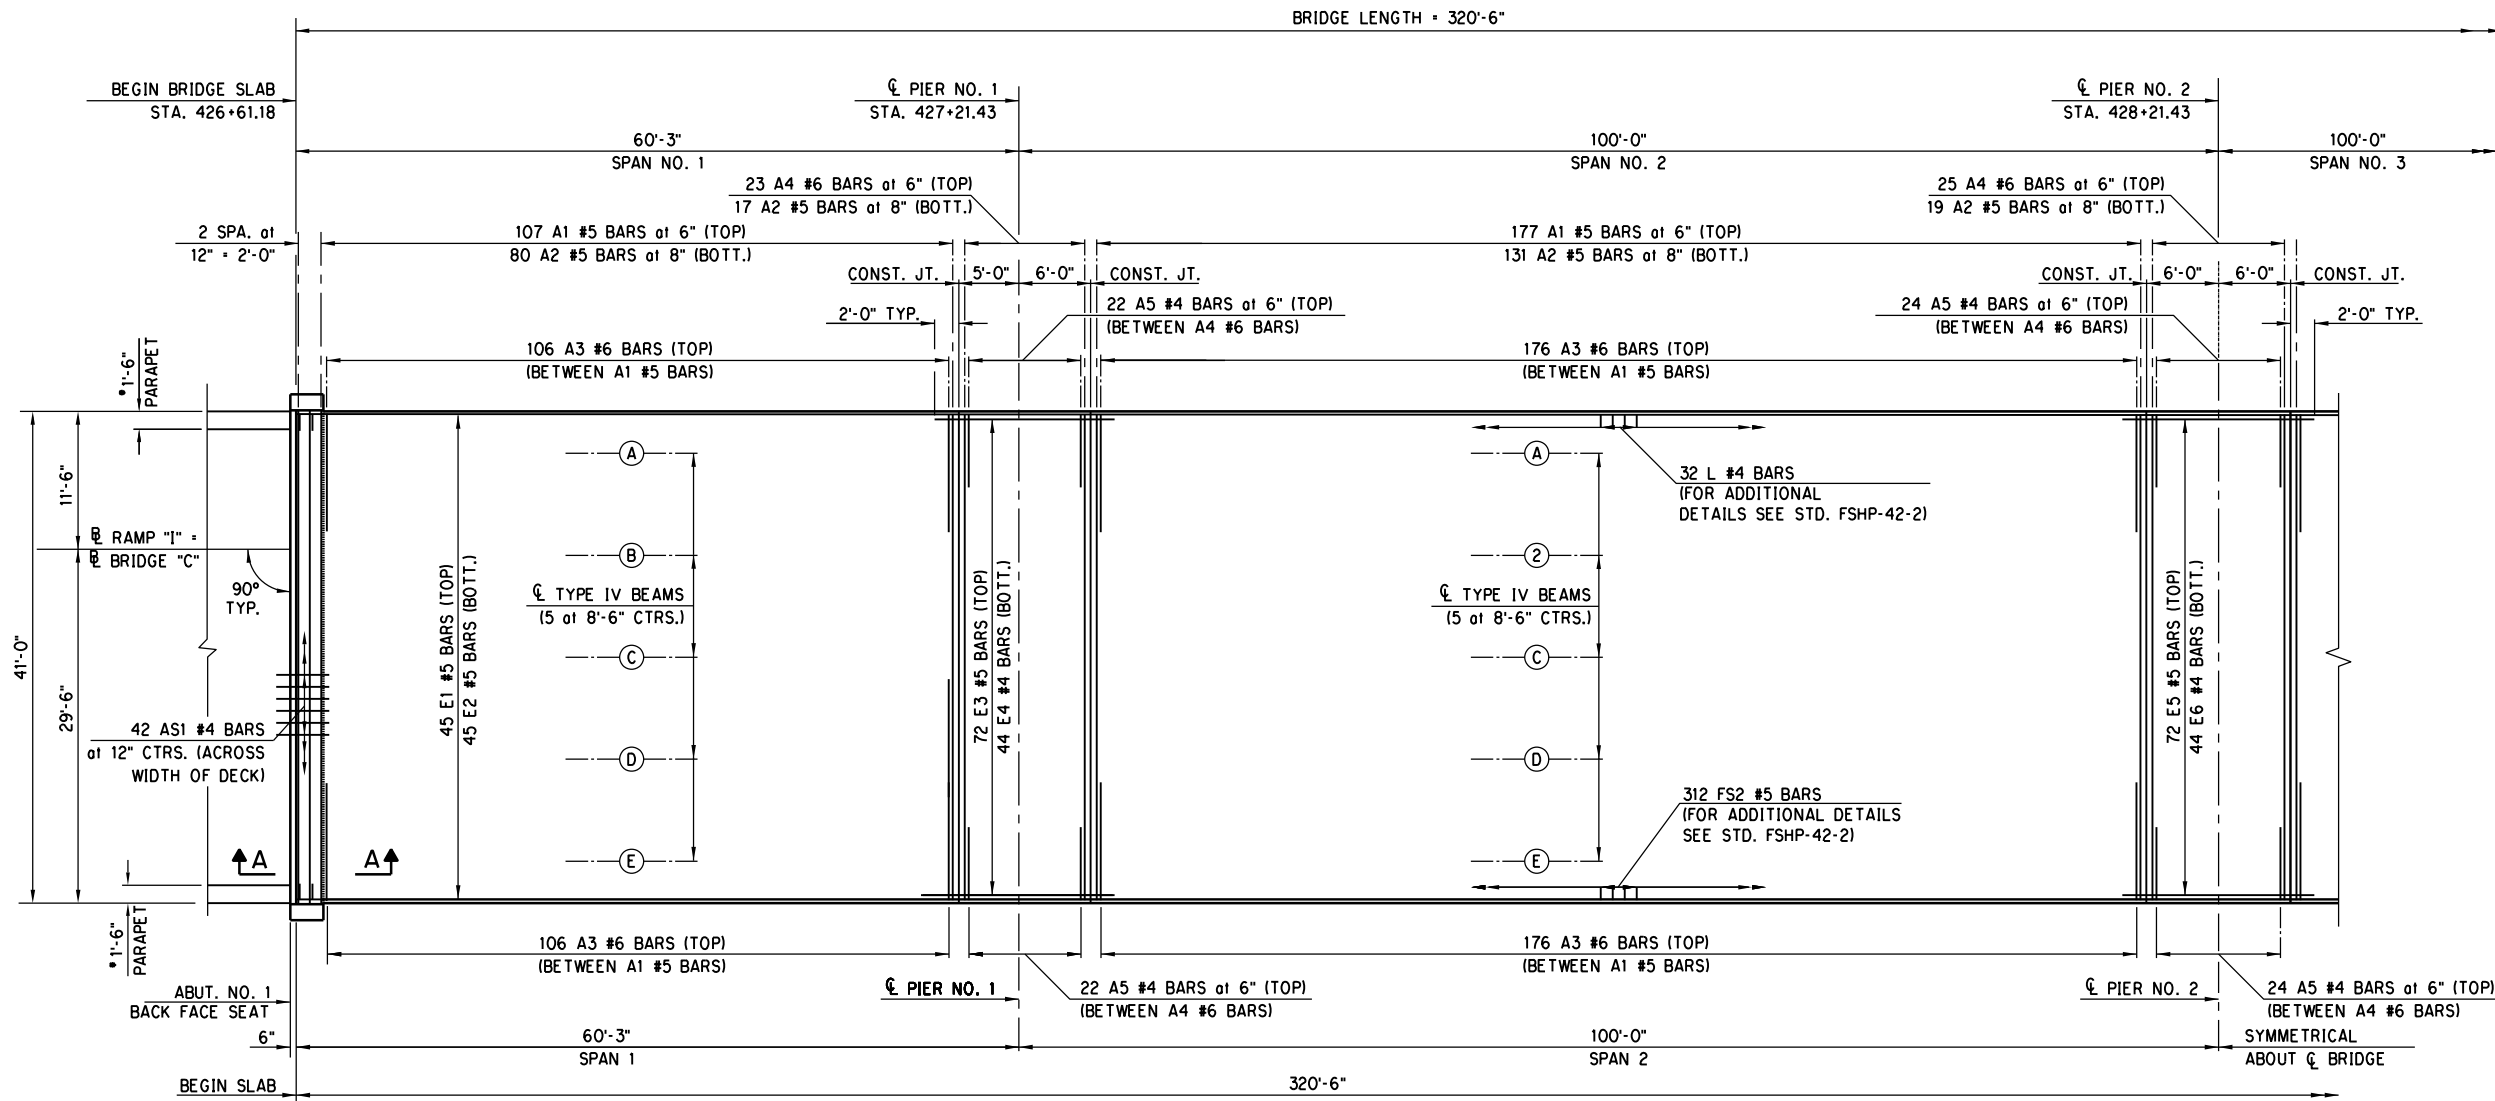 BRIDGE LENGTH = 320'-6"
BEGIN BRIDGE SLAB
STA. 426+61.18
℄ PIER NO. 1
STA. 427+21.43
℄ PIER NO. 2
STA. 428+21.43
60'-3"
SPAN NO. 1
100'-0"
SPAN NO. 2
100'-0"
SPAN NO. 3
23 A4 #6 BARS at 6" (TOP)
17 A2 #5 BARS at 8" (BOTT.)
25 A4 #6 BARS at 6" (TOP)
19 A2 #5 BARS at 8" (BOTT.)
2 SPA. at
12" = 2'-0"
107 A1 #5 BARS at 6" (TOP)
80 A2 #5 BARS at 8" (BOTT.)
177 A1 #5 BARS at 6" (TOP)
131 A2 #5 BARS at 8" (BOTT.)
CONST. JT.
5'-0"
6'-0"
CONST. JT.
CONST. JT.
6'-0"
6'-0"
CONST. JT.
2'-0" TYP.
22 A5 #4 BARS at 6" (TOP)
(BETWEEN A4 #6 BARS)
24 A5 #4 BARS at 6" (TOP)
(BETWEEN A4 #6 BARS)
2'-0" TYP.
*1'-6"
PARAPET
106 A3 #6 BARS (TOP)
(BETWEEN A1 #5 BARS)
176 A3 #6 BARS (TOP)
(BETWEEN A1 #5 BARS)
41'-0"
11'-6"
29'-6"
A
A
32 L #4 BARS
(FOR ADDITIONAL
DETAILS SEE STD. FSHP-42-2)
BL RAMP "I" =
BL BRIDGE "C"
90°
TYP.
B
2
45 E1 #5 BARS (TOP)
45 E2 #5 BARS (BOTT.)
℄ TYPE IV BEAMS
(5 at 8'-6" CTRS.)
72 E3 #5 BARS (TOP)
44 E4 #4 BARS (BOTT.)
℄ TYPE IV BEAMS
(5 at 8'-6" CTRS.)
72 E5 #5 BARS (TOP)
44 E6 #4 BARS (BOTT.)
C
C
42 AS1 #4 BARS
at 12" CTRS. (ACROSS
WIDTH OF DECK)
D
D
312 FS2 #5 BARS
(FOR ADDITIONAL DETAILS
SEE STD. FSHP-42-2)
A
A
E
E
*1'-6"
PARAPET
106 A3 #6 BARS (TOP)
(BETWEEN A1 #5 BARS)
176 A3 #6 BARS (TOP)
(BETWEEN A1 #5 BARS)
ABUT. NO. 1
BACK FACE SEAT
℄ PIER NO. 1
22 A5 #4 BARS at 6" (TOP)
(BETWEEN A4 #6 BARS)
℄ PIER NO. 2
24 A5 #4 BARS at 6" (TOP)
(BETWEEN A4 #6 BARS)
6"
60'-3"
SPAN 1
100'-0"
SPAN 2
SYMMETRICAL
ABOUT ℄ BRIDGE
BEGIN SLAB
320'-6"